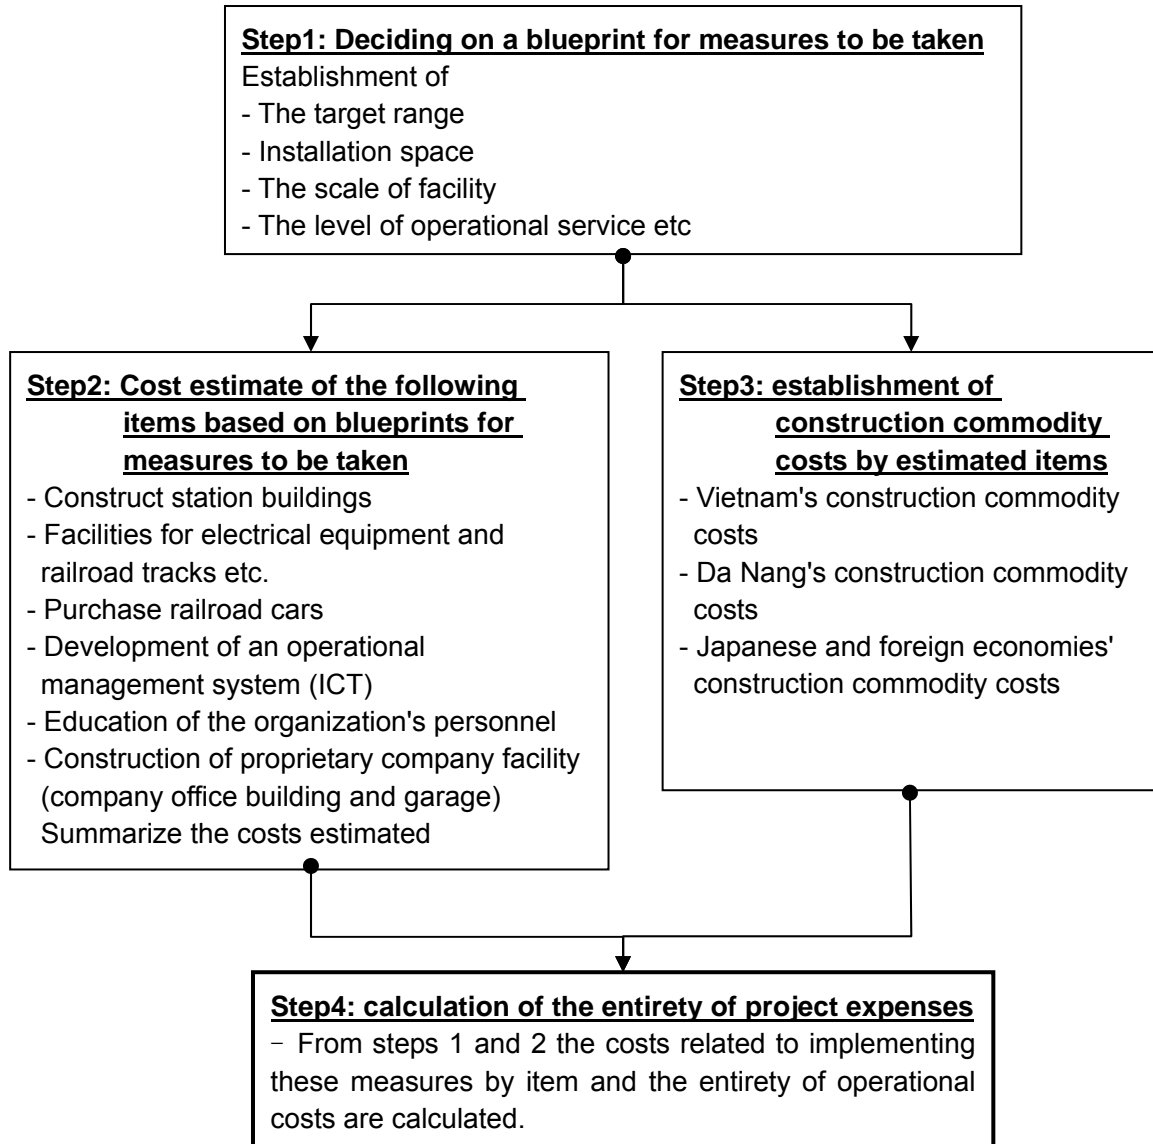 Step1: Deciding on a blueprint for measures to be taken
Establishment of
- The target range
- Installation space
- The scale of facility
- The level of operational service etc
Step2: Cost estimate of the following
items based on blueprints for
measures to be taken
- Construct station buildings
- Facilities for electrical equipment and
railroad tracks etc.
- Purchase railroad cars
- Development of an operational
management system (ICT)
- Education of the organization's personnel
- Construction of proprietary company facility
(company office building and garage)
Summarize the costs estimated
Step3: establishment of
construction commodity
costs by estimated items
- Vietnam's construction commodity
costs
- Da Nang's construction commodity
costs
- Japanese and foreign economies'
construction commodity costs
Step4: calculation of the entirety of project expenses
− From steps 1 and 2 the costs related to implementing
these measures by item and the entirety of operational
costs are calculated.